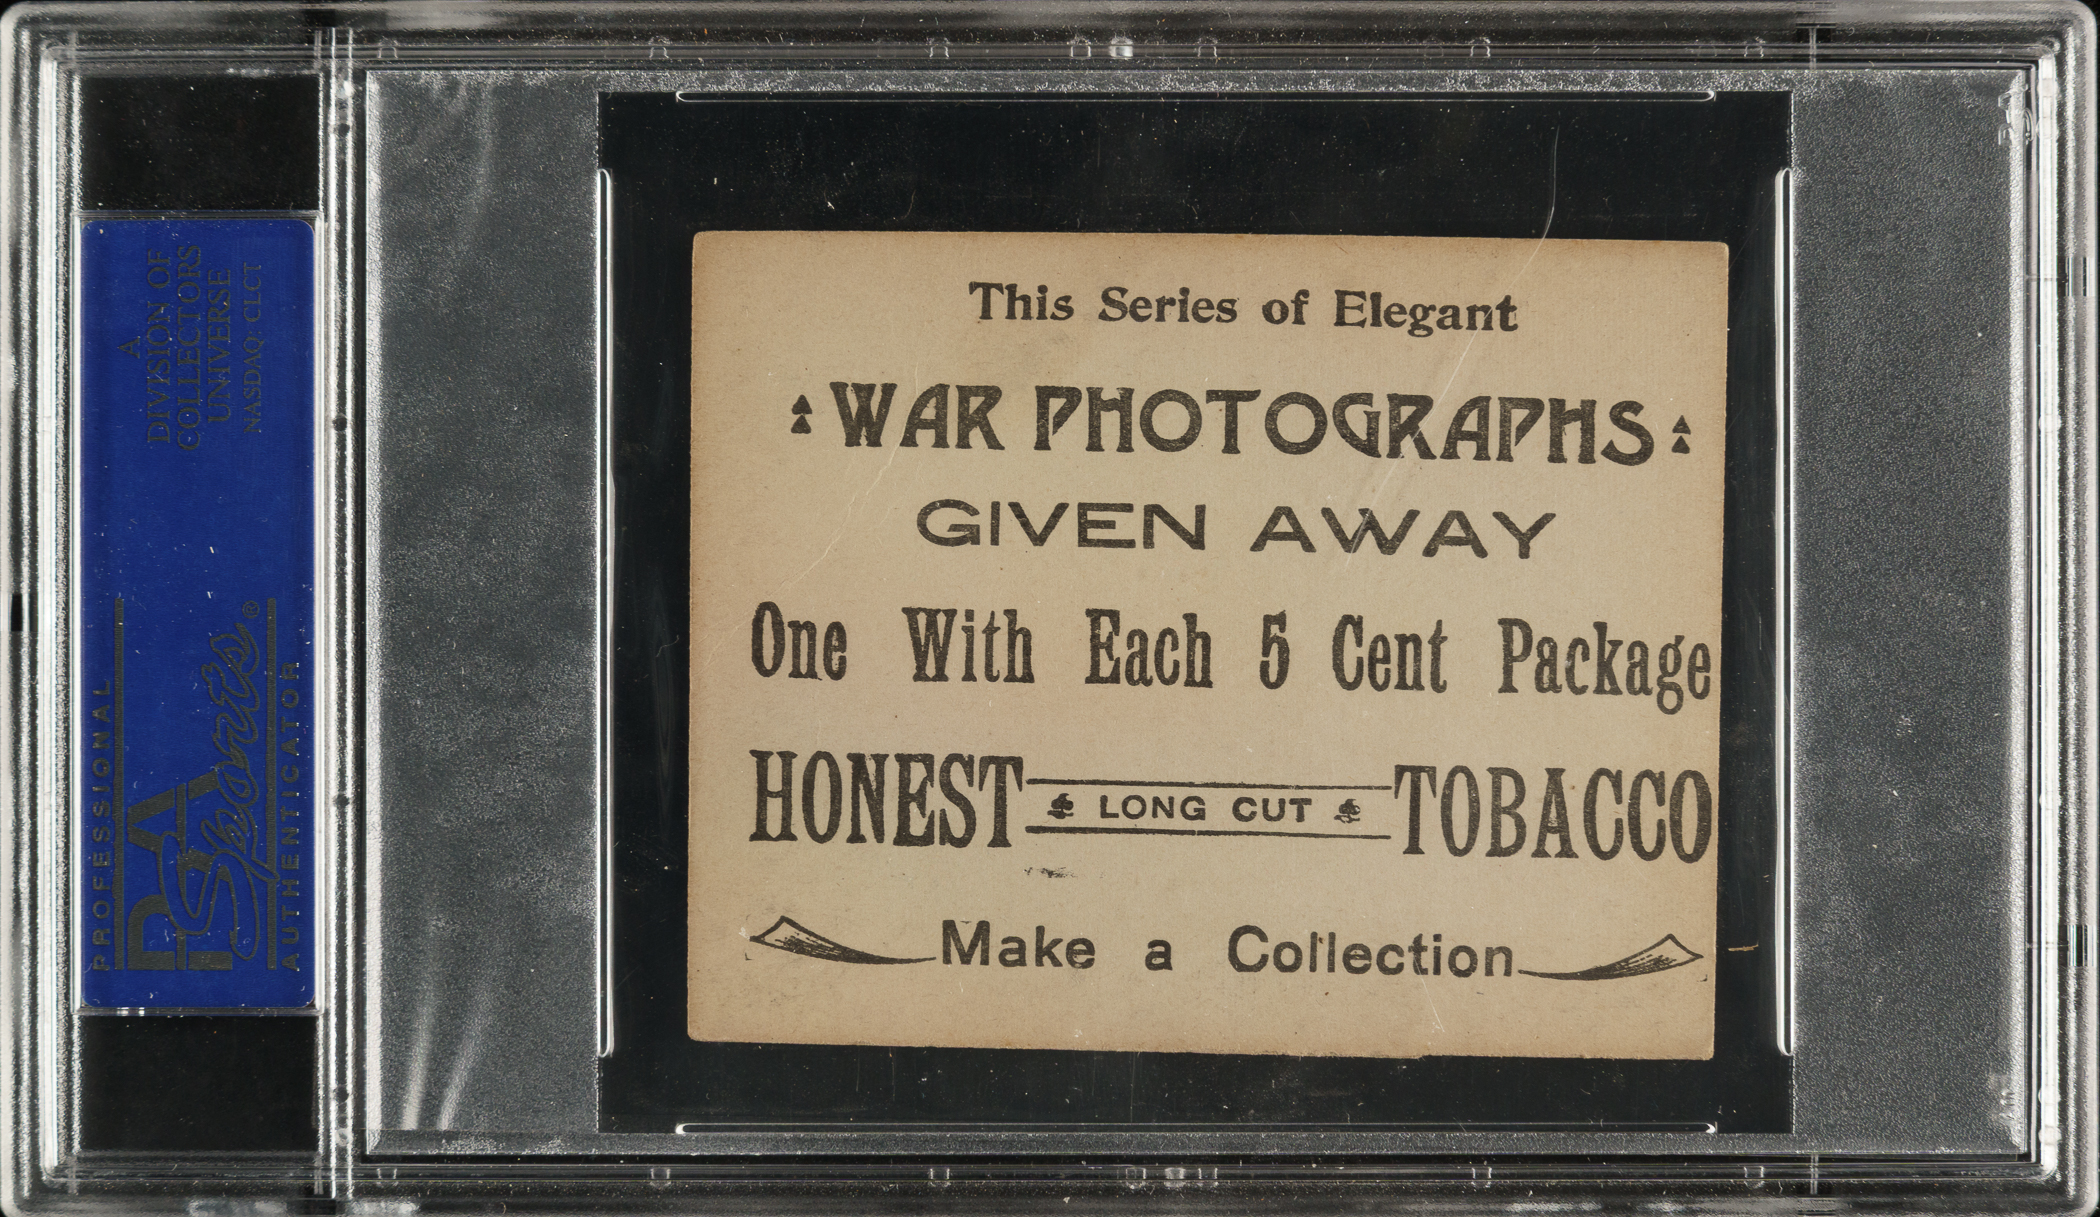 A
DIVISION OF
COLLECTORS
UNIVERSE
NASDAQ: CLCT
PROFESSIONAL
PSA
Sports®
AUTHENTICATOR
This Series of Elegant
WAR PHOTOGRAPHS
GIVEN AWAY
One With Each 5 Cent Package
HONEST LONG CUT TOBACCO
Make a Collection